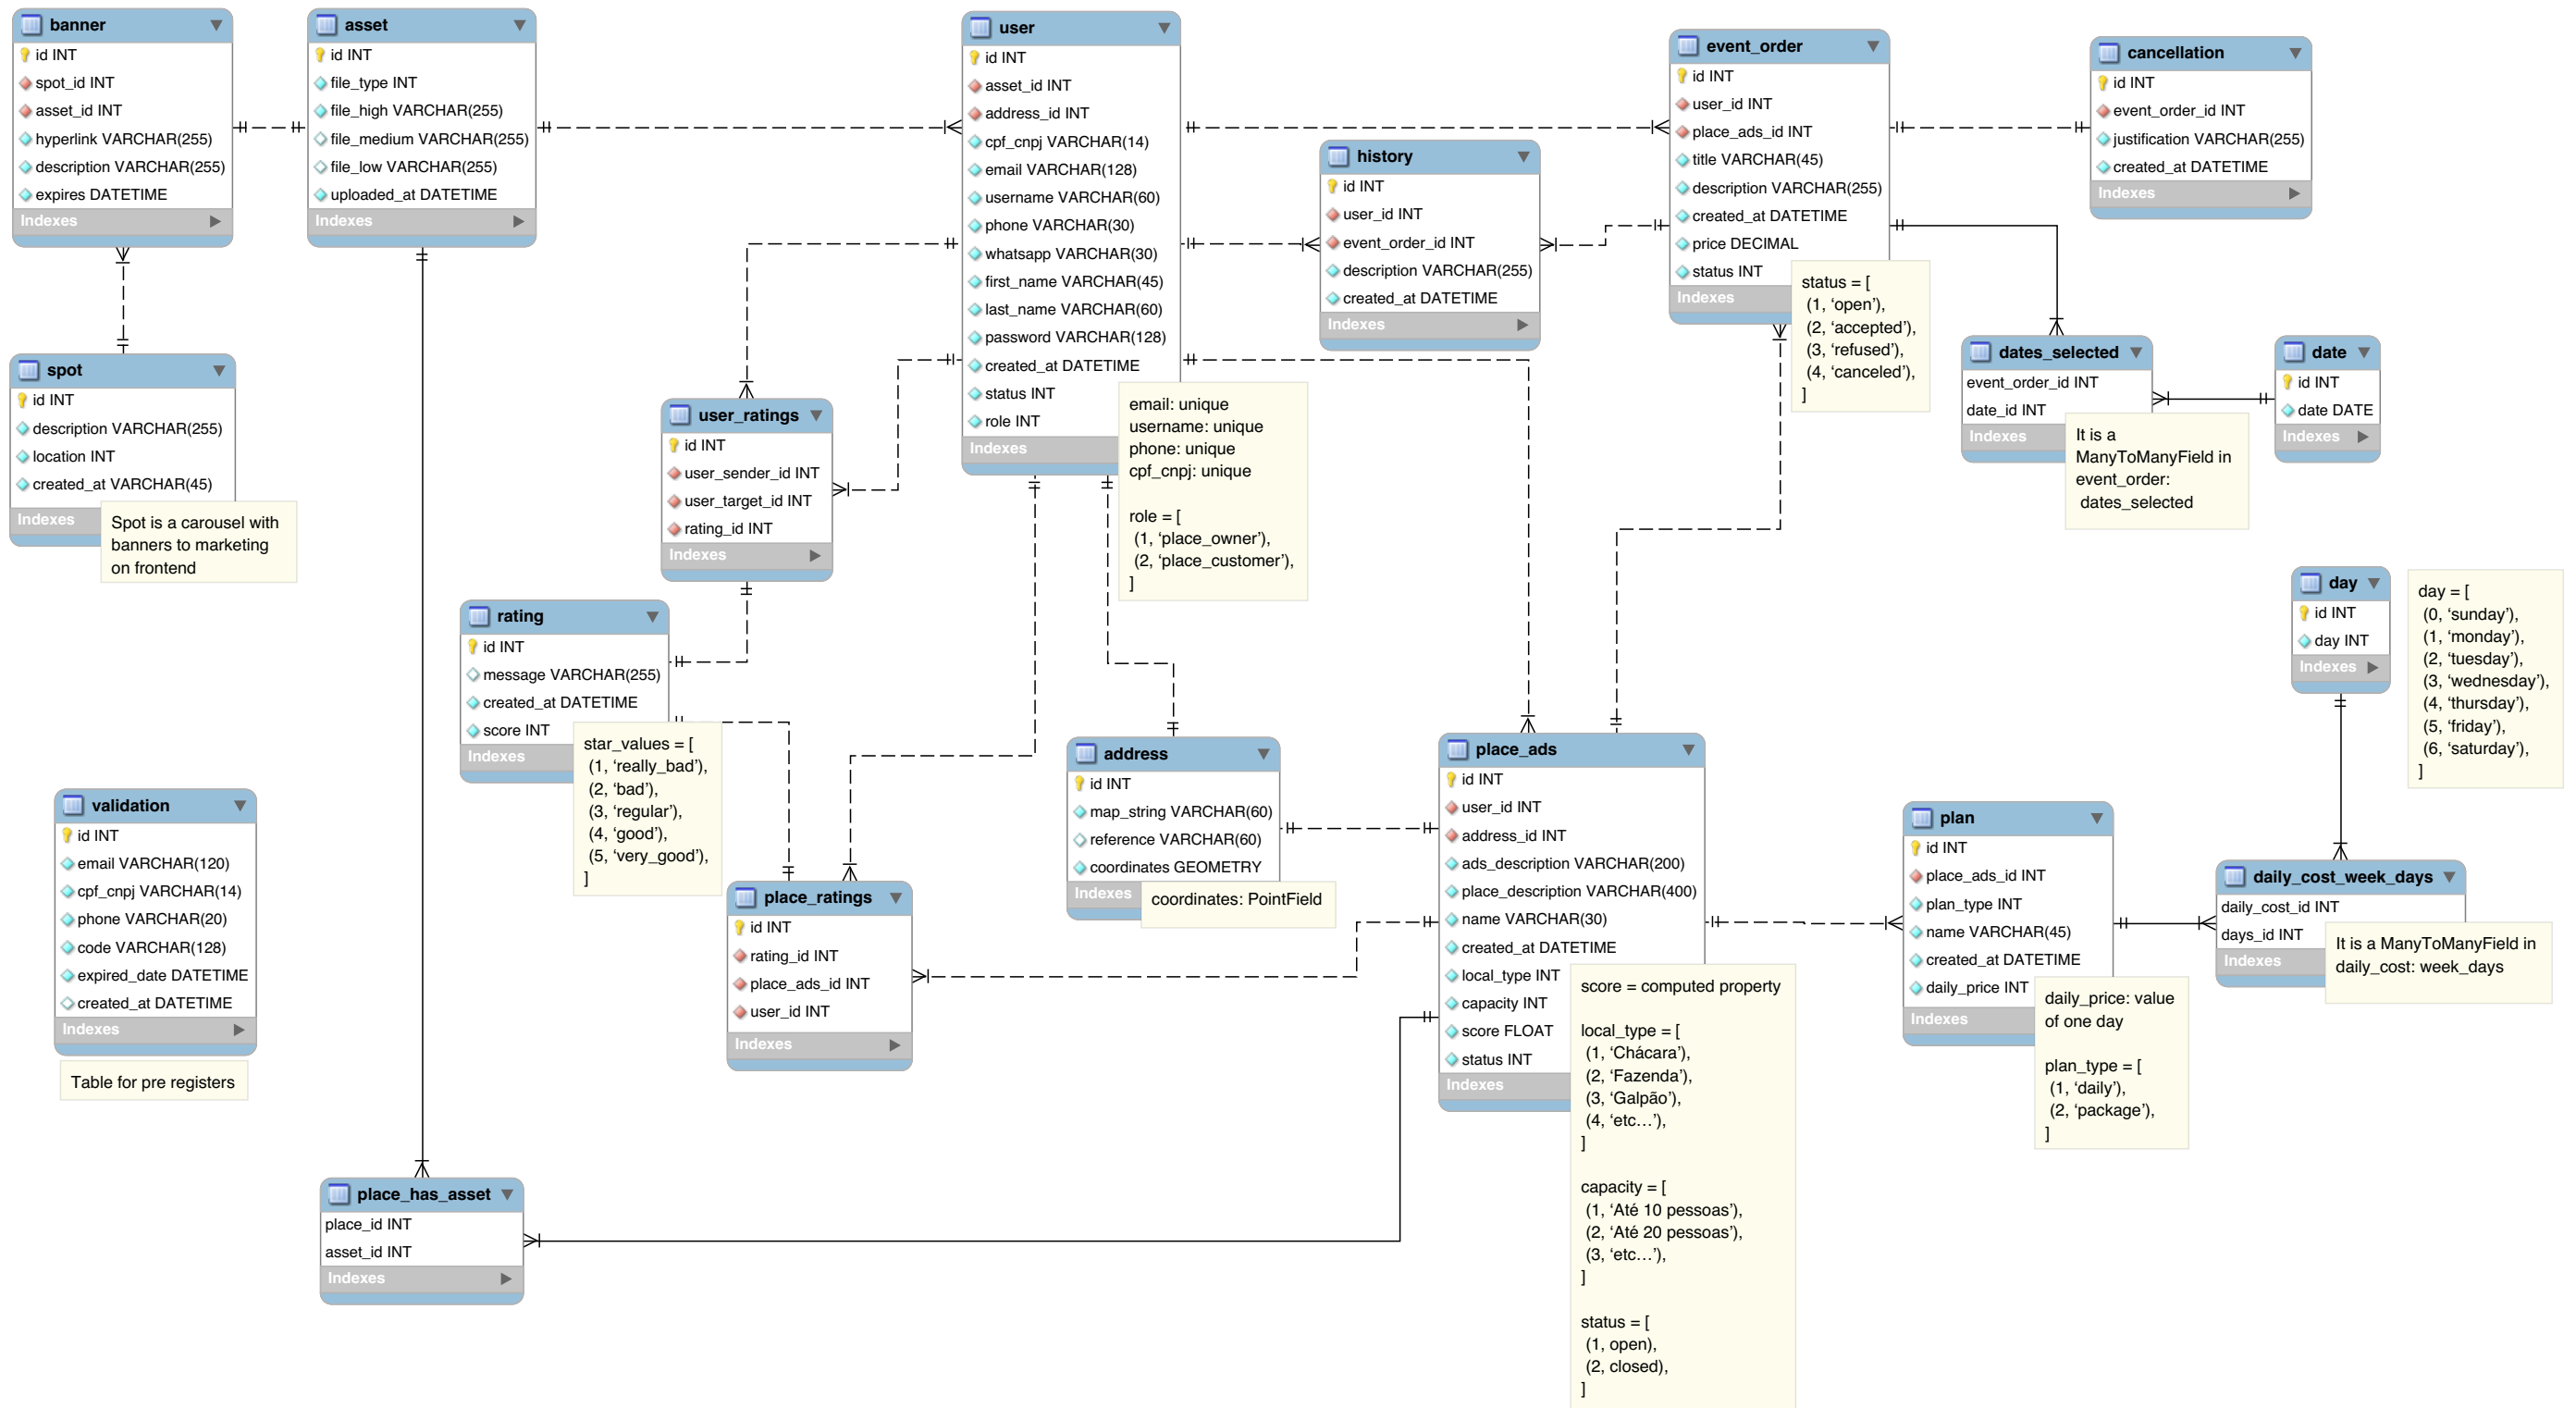 banner
id INT
spot_id INT
asset_id INT
hyperlink VARCHAR(255)
description VARCHAR(255)
expires DATETIME
Indexes
asset
id INT
file_type INT
file_high VARCHAR(255)
file_medium VARCHAR(255)
file_low VARCHAR(255)
uploaded_at DATETIME
Indexes
user
id INT
asset_id INT
address_id INT
cpf_cnpj VARCHAR(14)
email VARCHAR(128)
username VARCHAR(60)
phone VARCHAR(30)
whatsapp VARCHAR(30)
first_name VARCHAR(45)
last_name VARCHAR(60)
password VARCHAR(128)
created_at DATETIME
status INT
role INT
Indexes
email: unique
username: unique
phone: unique
cpf_cnpj: unique
role = [
(1, ‘place_owner’),
(2, ‘place_customer’),
]
history
id INT
user_id INT
event_order_id INT
description VARCHAR(255)
created_at DATETIME
Indexes
event_order
id INT
user_id INT
place_ads_id INT
title VARCHAR(45)
description VARCHAR(255)
created_at DATETIME
price DECIMAL
status INT
Indexes
status = [
(1, ‘open’),
(2, ‘accepted’),
(3, ‘refused’),
(4, ‘canceled’),
]
cancellation
id INT
event_order_id INT
justification VARCHAR(255)
created_at DATETIME
Indexes
dates_selected
event_order_id INT
date_id INT
Indexes
It is a
ManyToManyField in
event_order:
dates_selected
date
id INT
date DATE
Indexes
spot
id INT
description VARCHAR(255)
location INT
created_at VARCHAR(45)
Indexes
Spot is a carousel with
banners to marketing
on frontend
user_ratings
id INT
user_sender_id INT
user_target_id INT
rating_id INT
Indexes
rating
id INT
message VARCHAR(255)
created_at DATETIME
score INT
Indexes
star_values = [
(1, ‘really_bad’),
(2, ‘bad’),
(3, ‘regular’),
(4, ‘good’),
(5, ‘very_good’),
]
day
id INT
day INT
Indexes
day = [
(0, ‘sunday’),
(1, ‘monday’),
(2, ‘tuesday’),
(3, ‘wednesday’),
(4, ‘thursday’),
(5, ‘friday’),
(6, ‘saturday’),
]
validation
id INT
email VARCHAR(120)
cpf_cnpj VARCHAR(14)
phone VARCHAR(20)
code VARCHAR(128)
expired_date DATETIME
created_at DATETIME
Indexes
Table for pre registers
place_ratings
id INT
rating_id INT
place_ads_id INT
user_id INT
Indexes
address
id INT
map_string VARCHAR(60)
reference VARCHAR(60)
coordinates GEOMETRY
Indexes
coordinates: PointField
place_ads
id INT
user_id INT
address_id INT
ads_description VARCHAR(200)
place_description VARCHAR(400)
name VARCHAR(30)
created_at DATETIME
local_type INT
capacity INT
score FLOAT
status INT
Indexes
score = computed property
local_type = [
(1, ‘Chácara’),
(2, ‘Fazenda’),
(3, ‘Galpão’),
(4, ‘etc…’),
]
capacity = [
(1, ‘Até 10 pessoas’),
(2, ‘Até 20 pessoas’),
(3, ‘etc…’),
]
status = [
(1, open),
(2, closed),
]
plan
id INT
place_ads_id INT
plan_type INT
name VARCHAR(45)
created_at DATETIME
daily_price INT
Indexes
daily_price: value
of one day
plan_type = [
(1, ‘daily’),
(2, ‘package’),
]
daily_cost_week_days
daily_cost_id INT
days_id INT
Indexes
It is a ManyToManyField in
daily_cost: week_days
place_has_asset
place_id INT
asset_id INT
Indexes